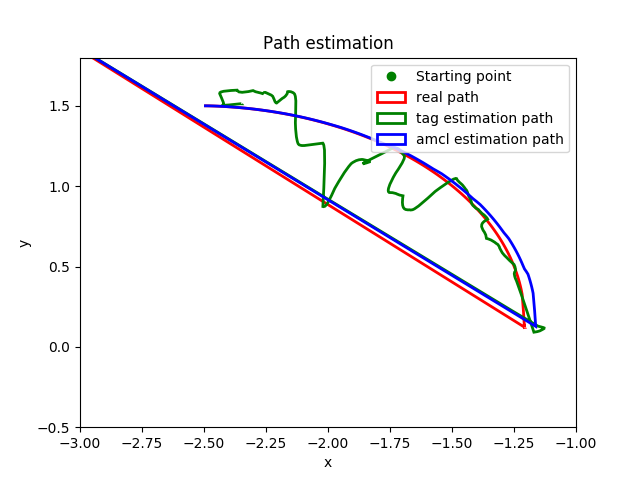 Path estimation
Starting point
real path
tag estimation path
amcl estimation path
1.5
1.0
0.5
0.0
−0.5
y
−3.00 −2.75 −2.50 −2.25 −2.00 −1.75 −1.50 −1.25 −1.00
x